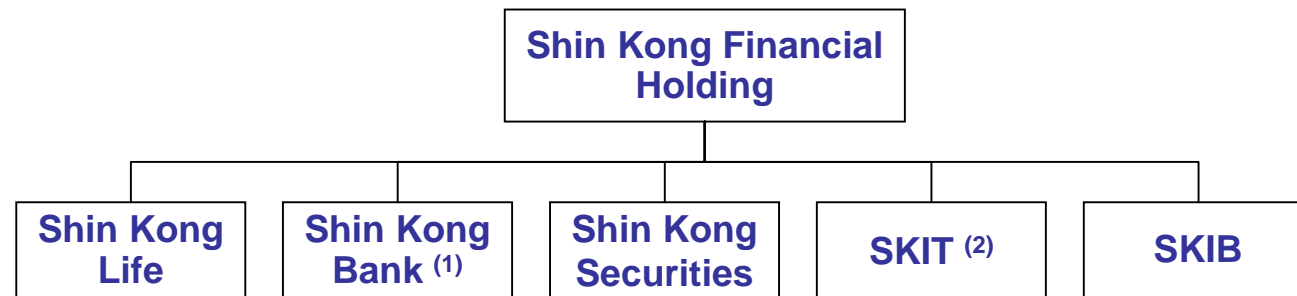 Shin Kong Financial
Holding
Shin Kong
Life
Shin Kong
Bank (1)
Shin Kong
Securities
SKIT (2)
SKIB